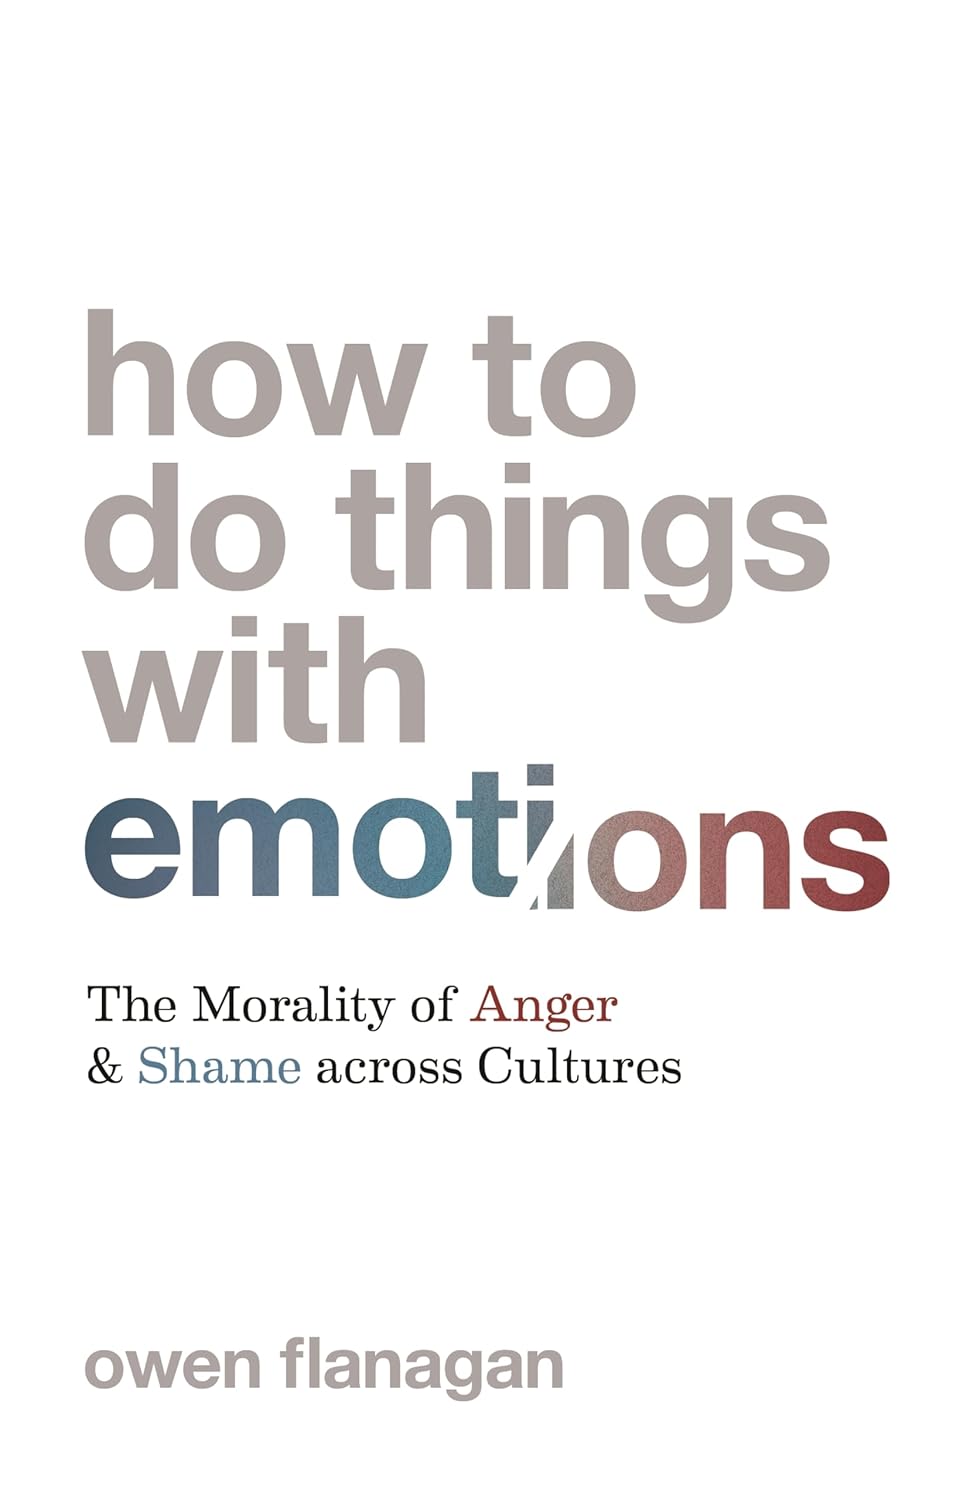 how to
do things
with
emotions
The Morality of Anger
& Shame across Cultures
owen flanagan